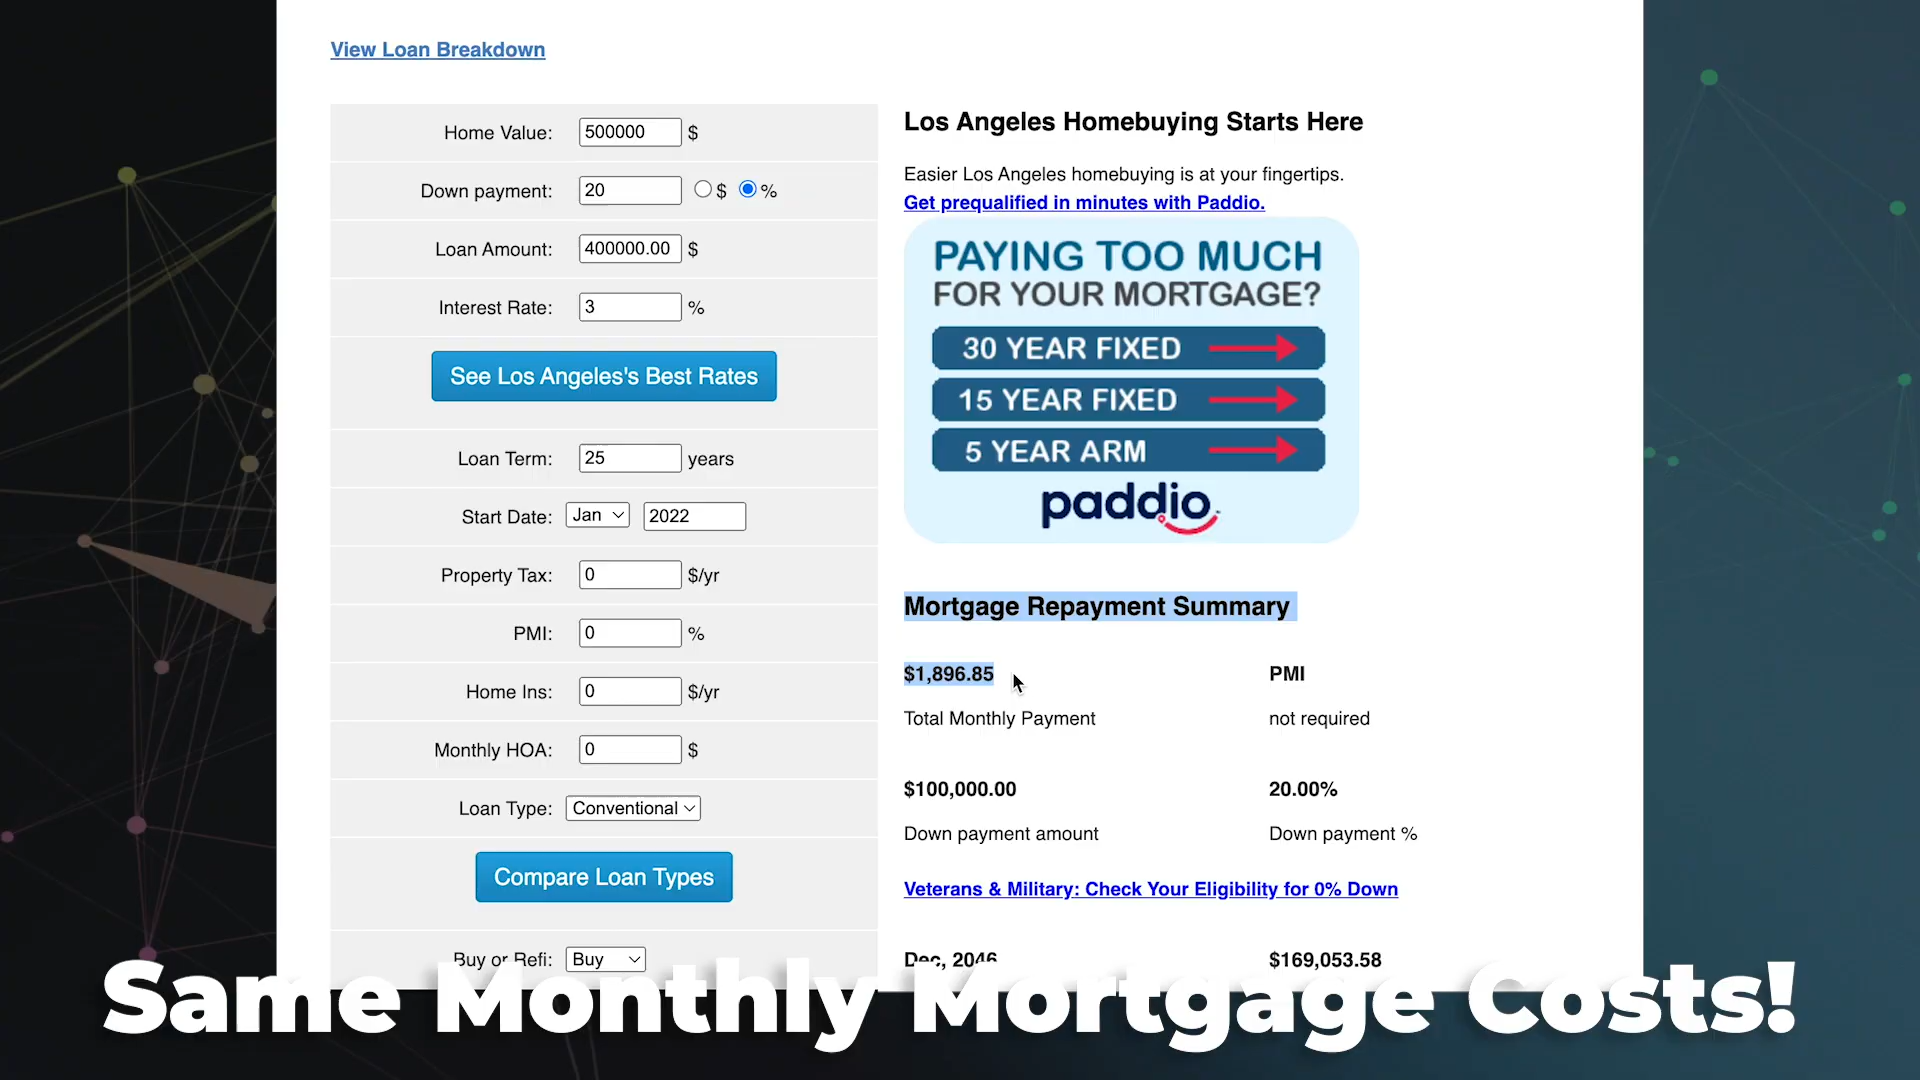 View Loan Breakdown
Home Value: 500000 $
Down payment: 20 $ %
Loan Amount: 400000.00 $
Interest Rate: 3 %
See Los Angeles's Best Rates
Loan Term: 25 years
Start Date: Jan 2022
Property Tax: 0 $/yr
PMI: 0 %
Home Ins: 0 $/yr
Monthly HOA: 0 $
Loan Type: Conventional
Compare Loan Types
Buy or Refi: Buy
Los Angeles Homebuying Starts Here
Easier Los Angeles homebuying is at your fingertips.
Get prequalified in minutes with Paddio.
PAYING TOO MUCH
FOR YOUR MORTGAGE?
30 YEAR FIXED
15 YEAR FIXED
5 YEAR ARM
paddio
Mortgage Repayment Summary
$1,896.85 PMI
Total Monthly Payment not required
$100,000.00 20.00%
Down payment amount Down payment %
Veterans & Military: Check Your Eligibility for 0% Down
Dec, 2046 $169,053.58
Same Monthly Mortgage Costs!